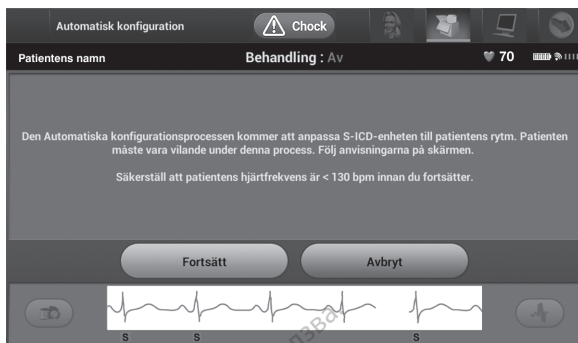 Automatisk konfiguration
Chock
Patientens namn
Behandling : Av
70
Den Automatiska konfigurationsprocessen kommer att anpassa S-ICD-enheten till patientens rytm. Patienten
måste vara vilande under denna process. Följ anvisningarna på skärmen.
Säkerställ att patientens hjärtfrekvens är < 130 bpm innan du fortsätter.
Fortsätt
Avbryt
S S S